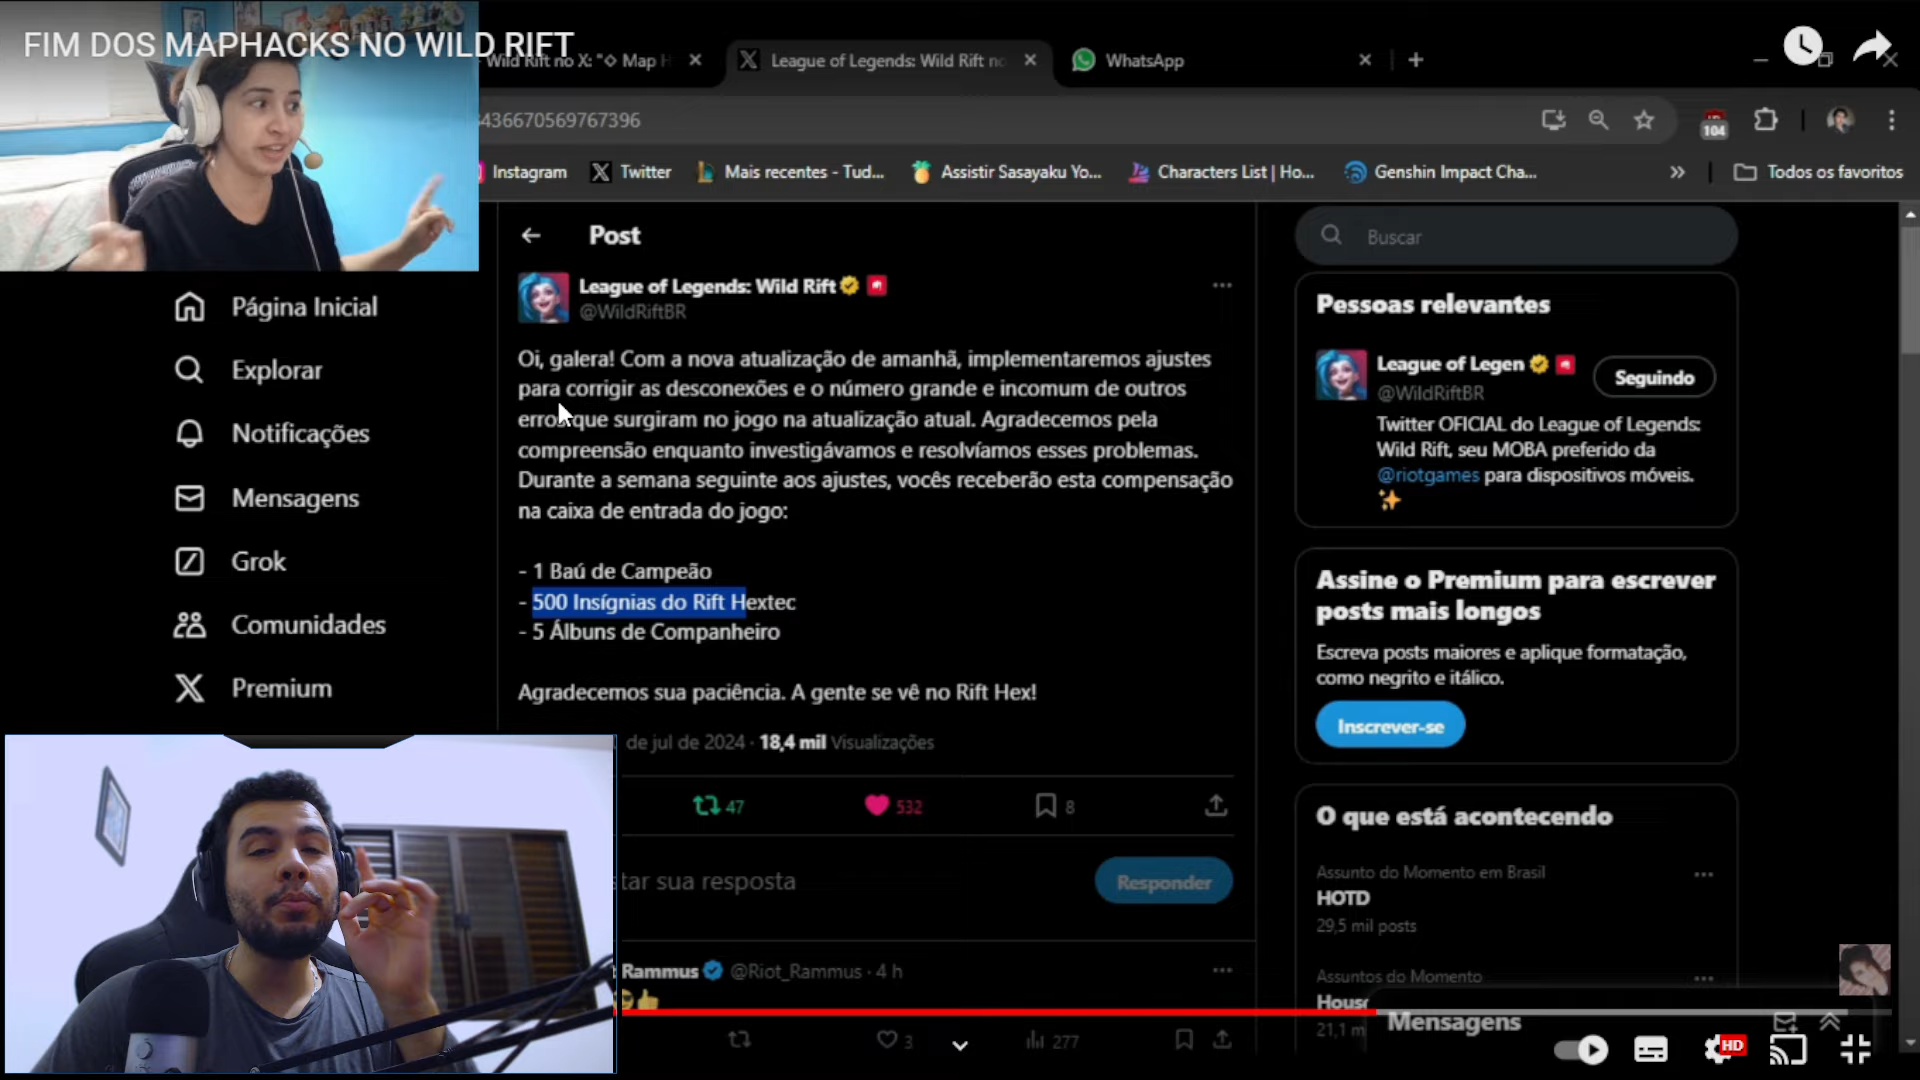 FIM DOS MAPHACKS NO WILD RIFT
Wild Rift no X: "◇ Map H
League of Legends: Wild Rift no
WhatsApp
436670569767396
104
Instagram
Twitter
Mais recentes - Tud...
Assistir Sasayaku Yo...
Characters List | Ho...
Genshin Impact Cha...
Todos os favoritos
Página Inicial
Explorar
Notificações
Mensagens
Grok
Comunidades
Premium
Post
League of Legends: Wild Rift
@WildRiftBR
Oi, galera! Com a nova atualização de amanhã, implementaremos ajustes
para corrigir as desconexões e o número grande e incomum de outros
erros que surgiram no jogo na atualização atual. Agradecemos pela
compreensão enquanto investigávamos e resolvíamos esses problemas.
Durante a semana seguinte aos ajustes, vocês receberão esta compensação
na caixa de entrada do jogo:
- 1 Baú de Campeão
- 500 Insígnias do Rift Hextec
- 5 Álbuns de Companheiro
Agradecemos sua paciência. A gente se vê no Rift Hex!
de jul de 2024 · 18,4 mil Visualizações
47
532
8
tar sua resposta
Responder
Rammus @Riot_Rammus · 4 h
3
277
Buscar
Pessoas relevantes
League of Legen
@WildRiftBR
Seguindo
Twitter OFICIAL do League of Legends:
Wild Rift, seu MOBA preferido da
@riotgames para dispositivos móveis.
Assine o Premium para escrever
posts mais longos
Escreva posts maiores e aplique formatação,
como negrito e itálico.
Inscrever-se
O que está acontecendo
Assunto do Momento em Brasil
HOTD
29,5 mil posts
Assuntos do Momento
House
21,1 m
Mensagens
HD